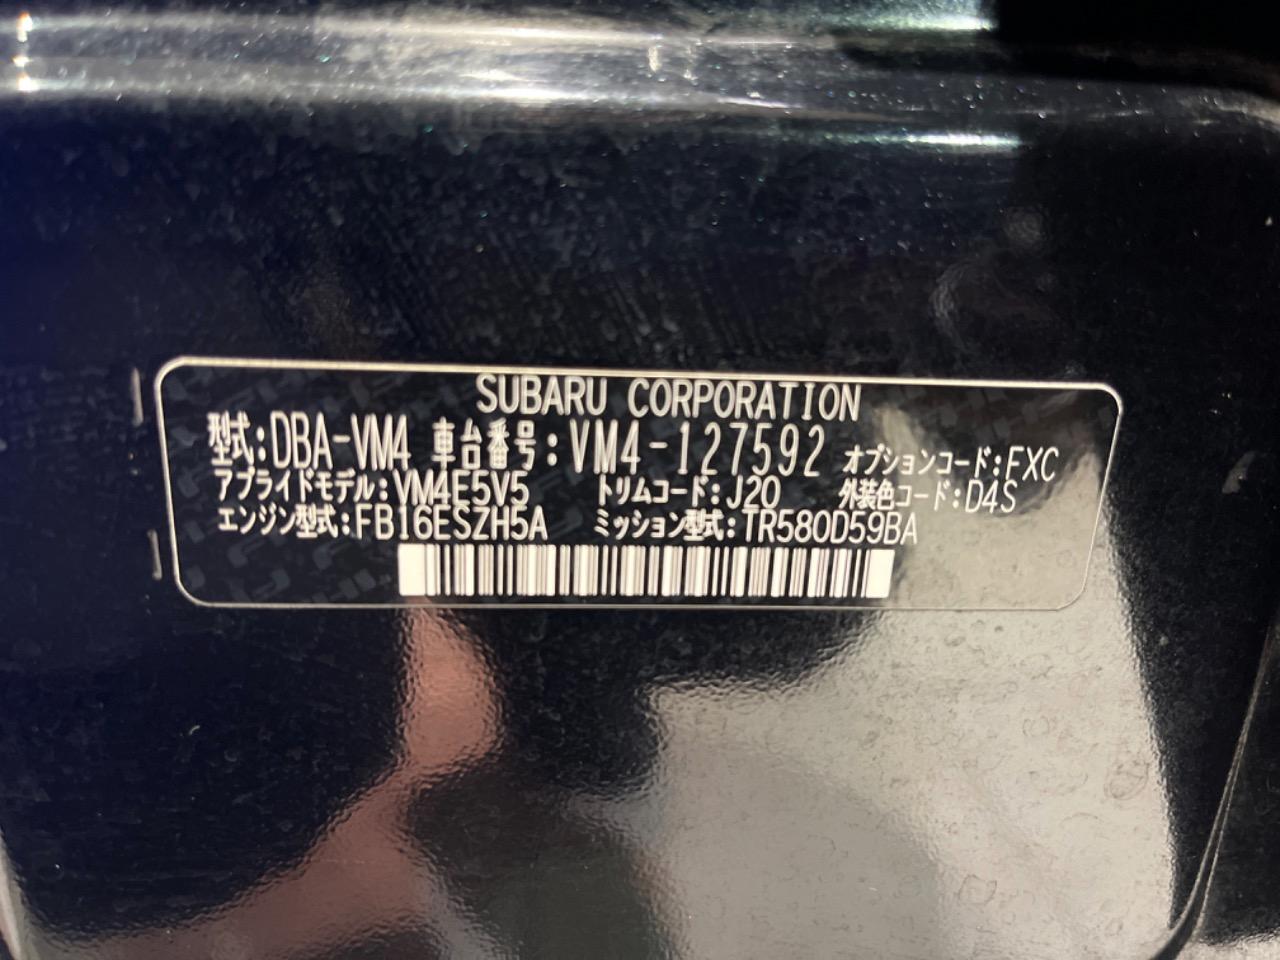 SUBARU CORPORATION
型式:DBA-VM4 車台番号:VM4-127592 オプションコード:FXC
アプライドモデル:VM4E5V5 トリムコード:J20 外装色コード:D4S
エンジン型式:FB16ESZH5A ミッション型式:TR580D59BA